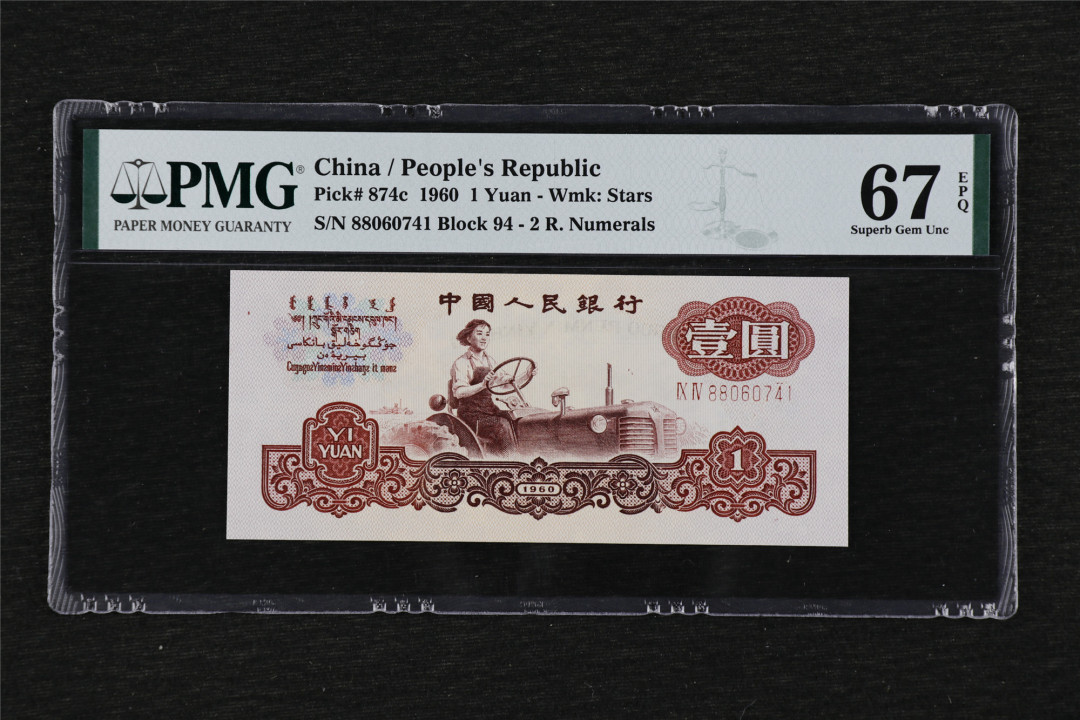 PMG®
PAPER MONEY GUARANTY
China / People's Republic
Pick# 874c 1960 1 Yuan - Wmk: Stars
S/N 88060741 Block 94 - 2 R. Numerals
67
EPQ
Superb Gem Unc
中國人民銀行
壹圓
Ⅸ Ⅳ 88060741
YI
YUAN
1
1960